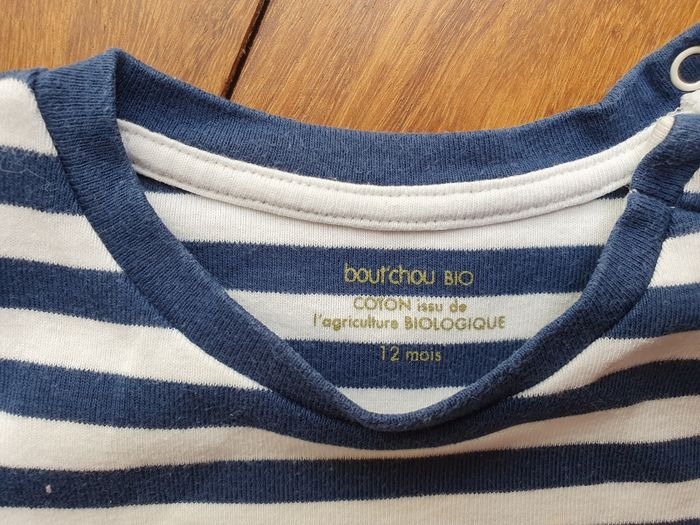 bout'chou BIO
COTON issu de
l'agriculture BIOLOGIQUE
12 mois